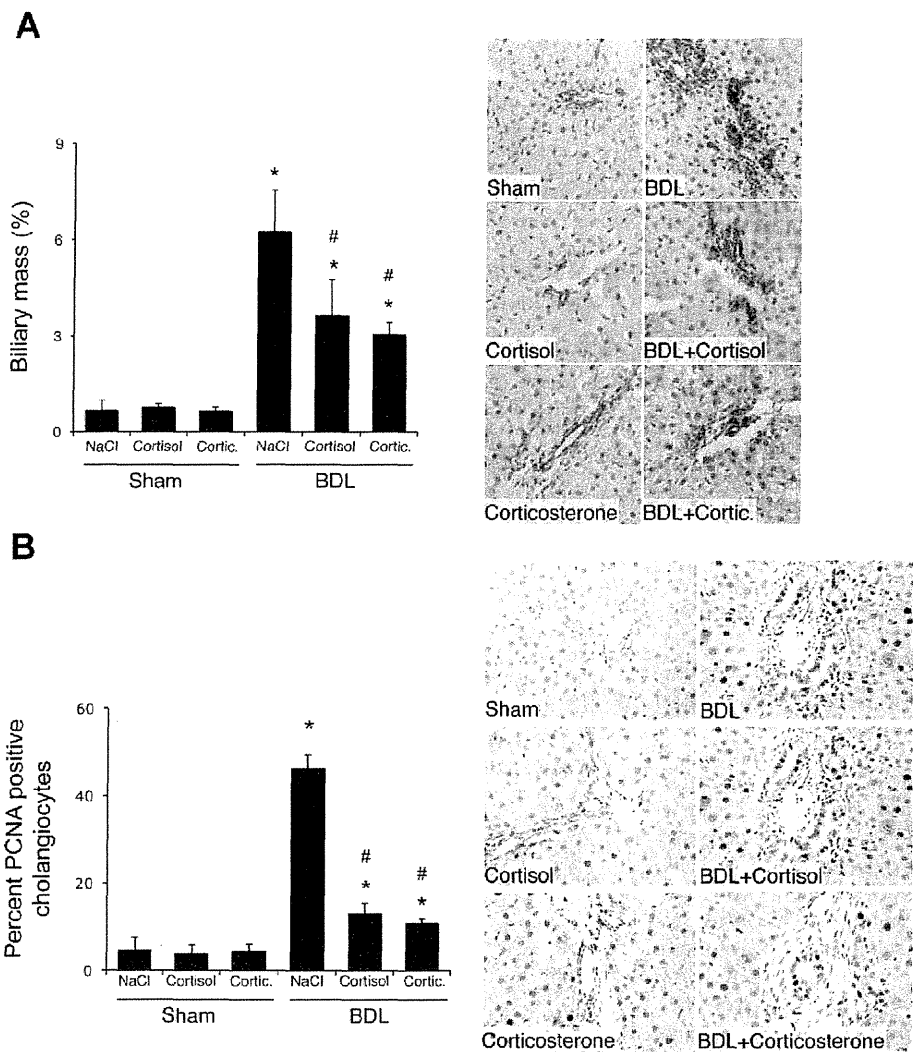 A
Biliary mass (%)
9
6
3
0
*
#
*
#
*
NaCl Cortisol Cortic. NaCl Cortisol Cortic.
Sham BDL
Sham BDL
Cortisol BDL+Cortisol
Corticosterone BDL+Cortic.
B
Percent PCNA positive
cholangiocytes
60
40
20
0
*
#
*
#
*
NaCl Cortisol Cortic. NaCl Cortisol Cortic.
Sham BDL
Sham BDL
Cortisol BDL+Cortisol
Corticosterone BDL+Corticosterone